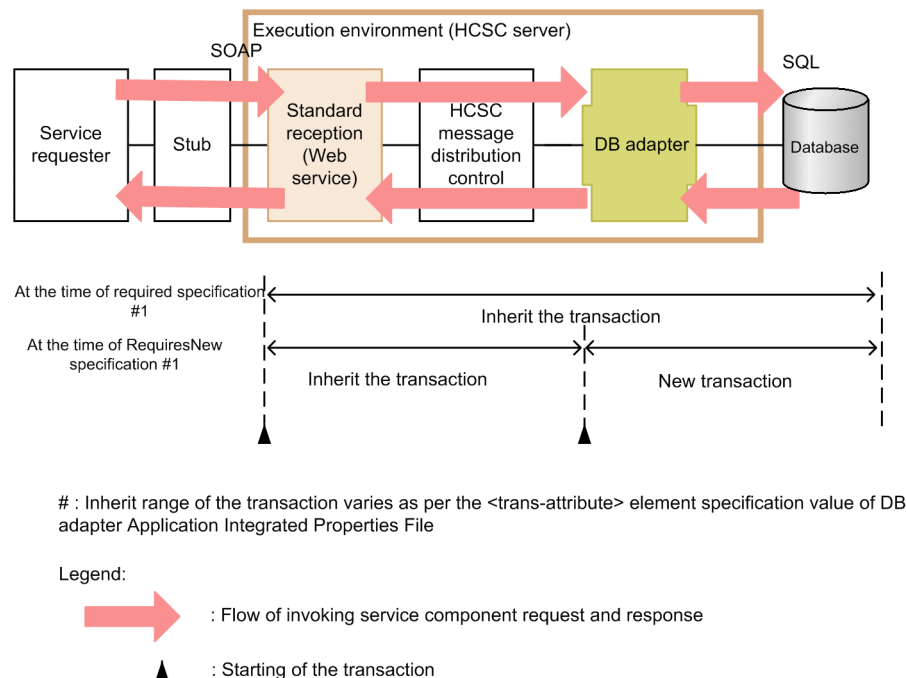 Execution environment (HCSC server)
SOAP
SQL
Service
requester
Stub
Standard
reception
(Web
service)
HCSC
message
distribution
control
DB adapter
Database
At the time of required specification
#1
Inherit the transaction
At the time of RequiresNew
specification #1
Inherit the transaction
New transaction
# : Inherit range of the transaction varies as per the <trans-attribute> element specification value of DB
adapter Application Integrated Properties File
Legend:
: Flow of invoking service component request and response
: Starting of the transaction